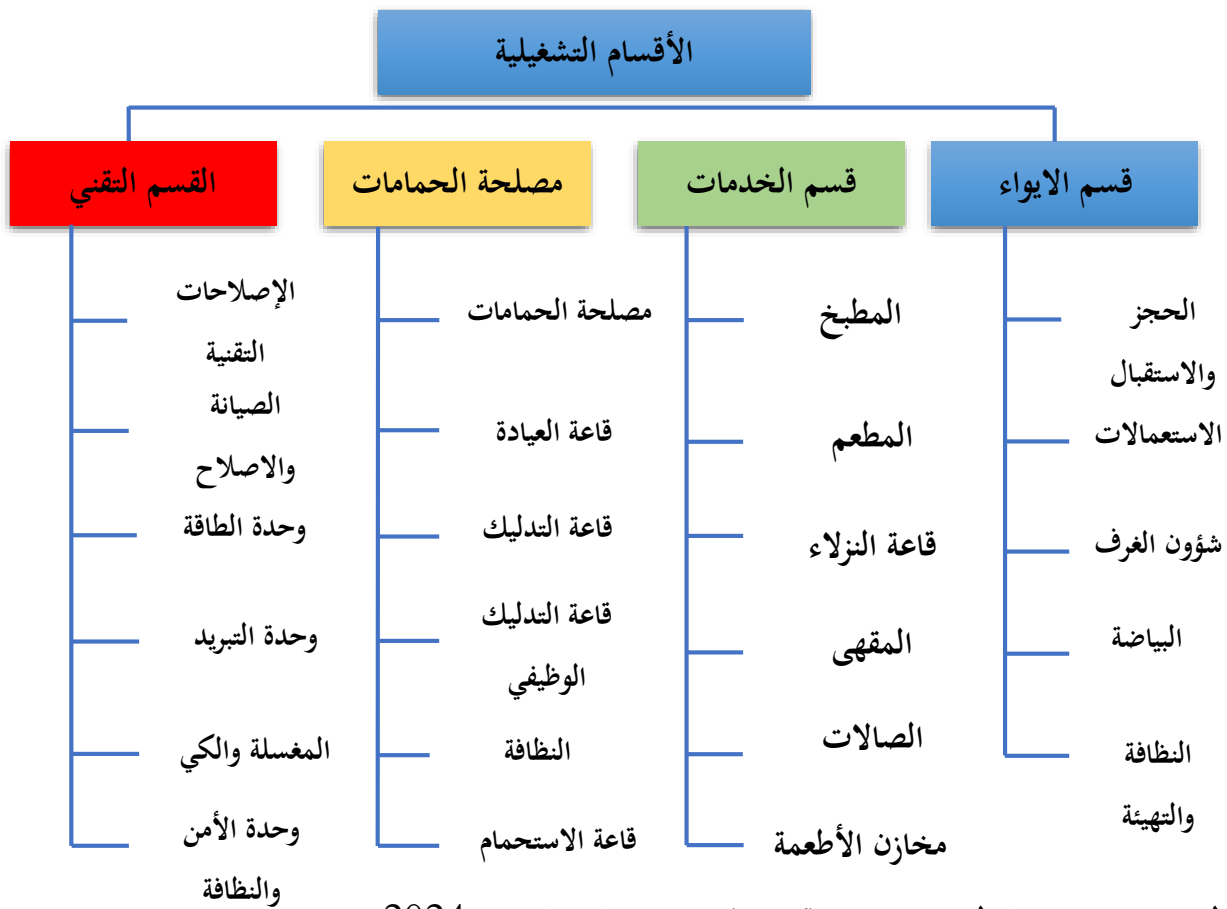 الأقسام التشغيلية
قسم الايواء
قسم الخدمات
مصلحة الحمامات
القسم التقني
الحجز
والاستقبال
الاستعمالات
شؤون الغرف
البياضة
النظافة
والتهيئة
المطبخ
المطعم
قاعة النزلاء
المقهى
الصالات
مخازن الأطعمة
مصلحة الحمامات
قاعة العيادة
قاعة التدليك
قاعة التدليك
الوظيفي
النظافة
قاعة الاستحمام
الإصلاحات
التقنية
الصيانة
والاصلاح
وحدة الطاقة
وحدة التبريد
المغسلة والكي
وحدة الأمن
والنظافة
2024